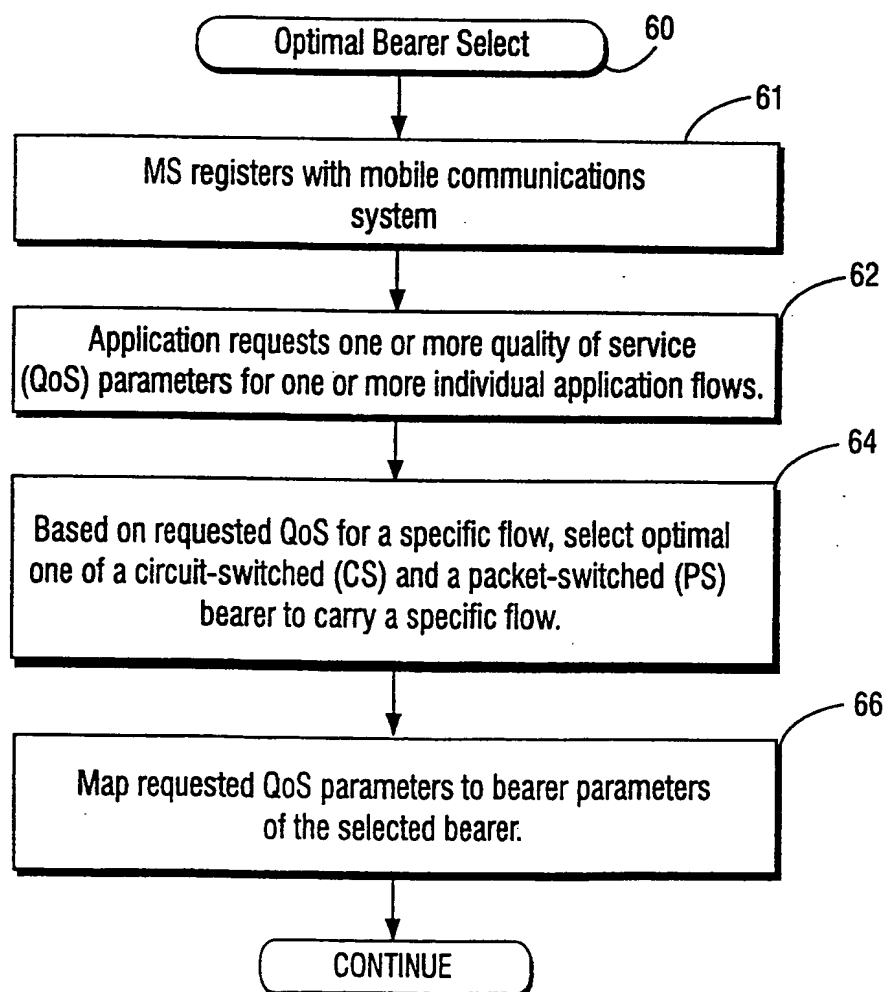 Optimal Bearer Select
60
61
MS registers with mobile communications
system
62
Application requests one or more quality of service
(QoS) parameters for one or more individual application flows.
64
Based on requested QoS for a specific flow, select optimal
one of a circuit-switched (CS) and a packet-switched (PS)
bearer to carry a specific flow.
66
Map requested QoS parameters to bearer parameters
of the selected bearer.
CONTINUE